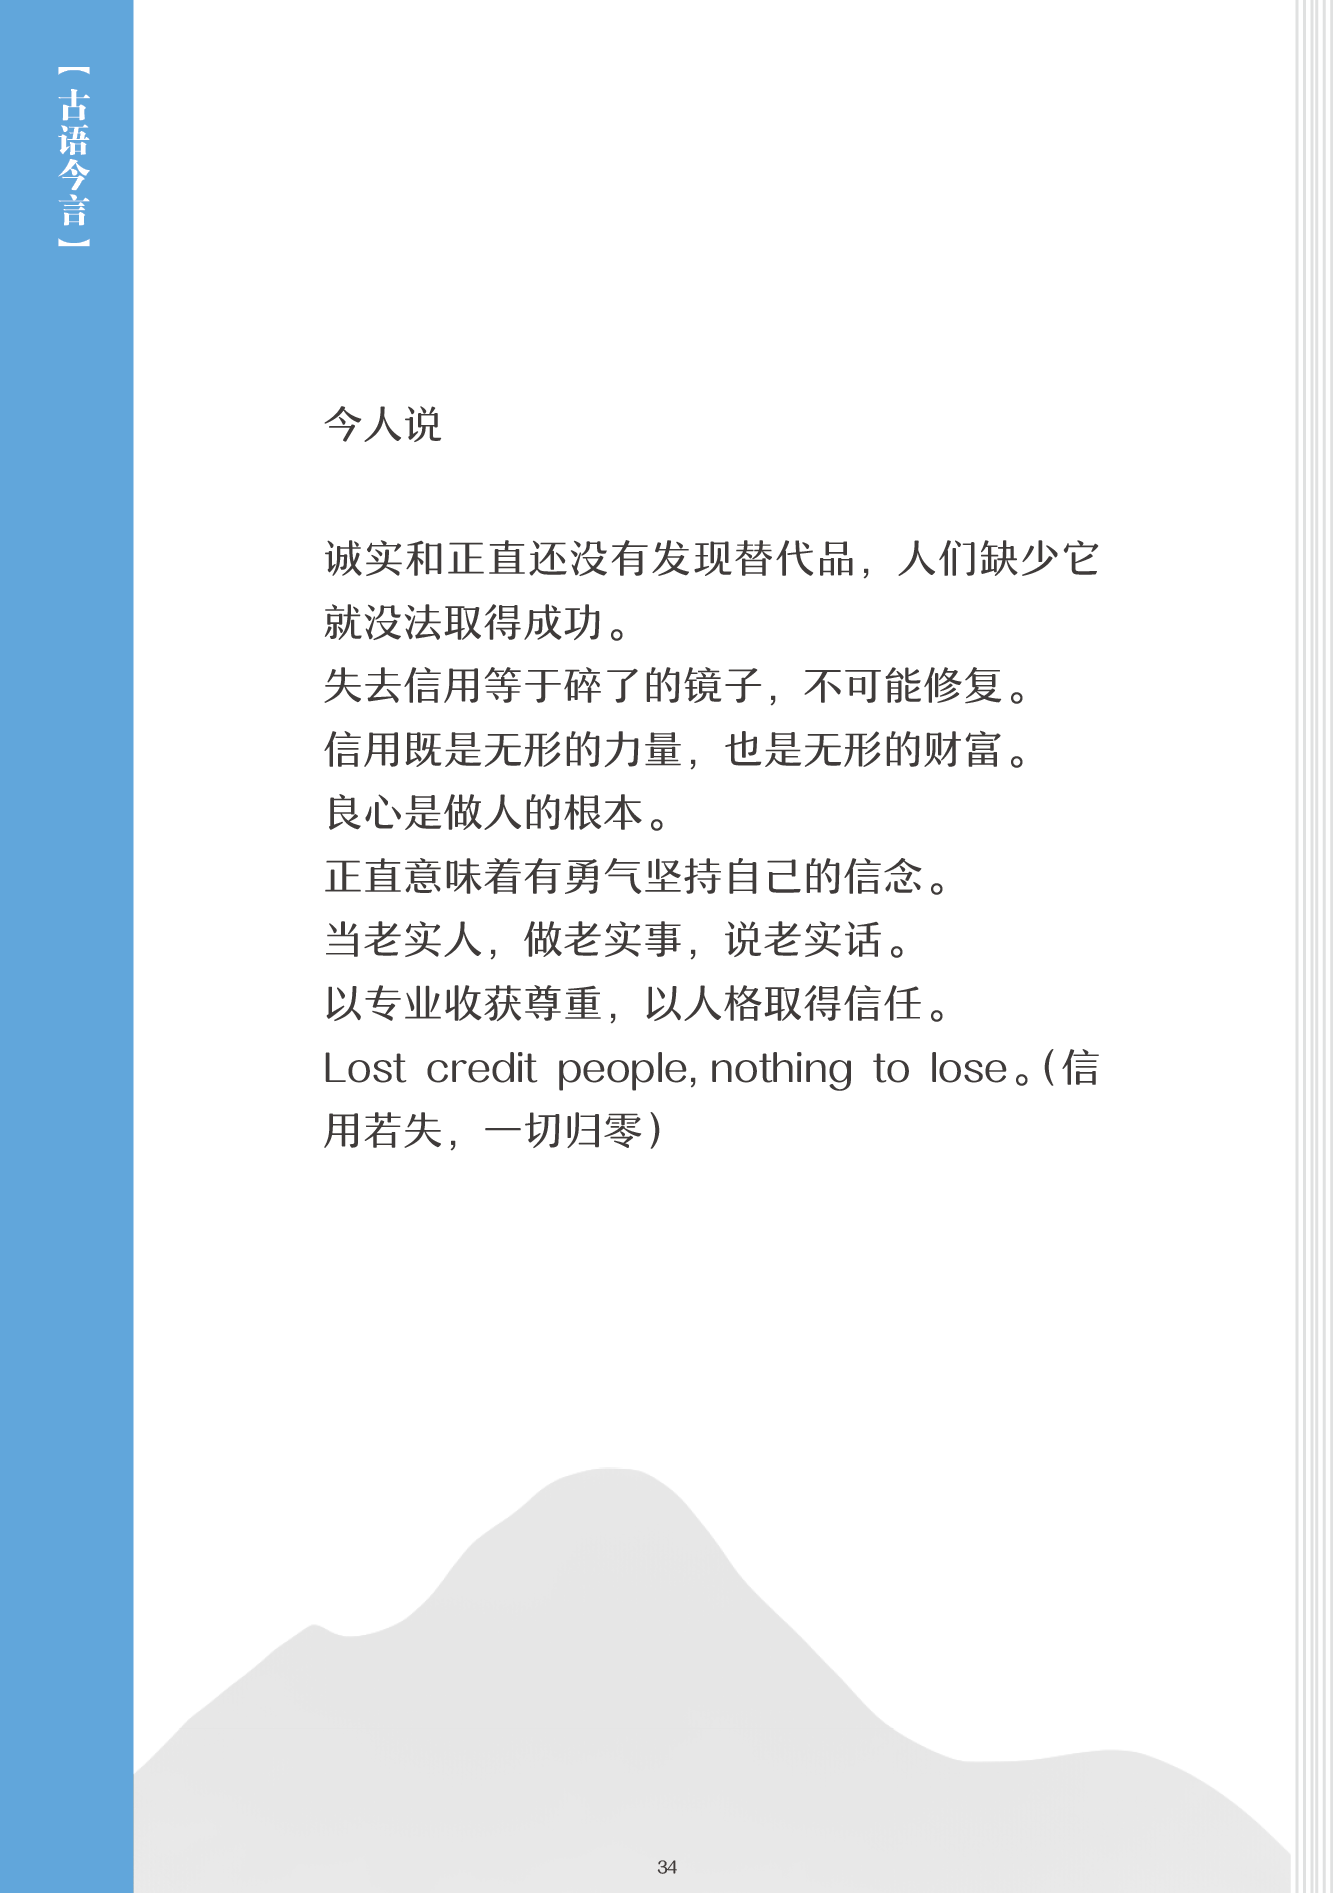 【古语今言】
今人说
诚实和正直还没有发现替代品，人们缺少它
就没法取得成功。
失去信用等于碎了的镜子，不可能修复。
信用既是无形的力量，也是无形的财富。
良心是做人的根本。
正直意味着有勇气坚持自己的信念。
当老实人，做老实事，说老实话。
以专业收获尊重，以人格取得信任。
Lost credit people, nothing to lose。（信
用若失，一切归零）
34